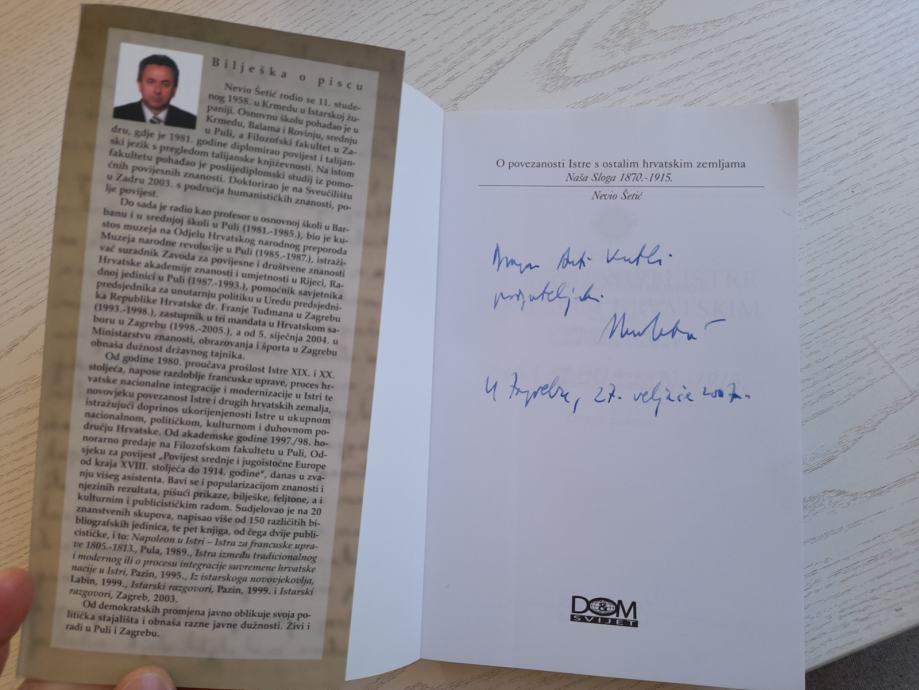 Bilješka o piscu
Nevio Šetić rodio se 11. stude-
nog 1958. u Krmedu u Istarskoj žu-
paniji. Osnovnu školu pohađao je u
Krmedu, Balama i Rovinju, srednju
u Puli, a Filozofski fakultet u Za-
dru, gdje je 1981. godine diplomirao povijest i talijan-
ski jezik s pregledom talijanske književnosti. Na istom
fakultetu pohađao je poslijediplomski studij iz pomo-
ćnih povijesnih znanosti. Doktorirao je na Sveučilištu
u Zadru 2003. s područja humanističkih znanosti, po-
lje povijest.
Do sada je radio kao profesor u osnovnoj školi u Bar-
banu i u srednjoj školi u Puli (1981.-1985.), bio je ku-
stos muzeja na Odjelu Hrvatskog narodnog preporoda
Muzeja narodne revolucije u Puli (1985.-1987.), istraži-
vač suradnik Zavoda za povijesne i društvene znanosti
Hrvatske akademije znanosti i umjetnosti u Rijeci, Ra-
dnoj jedinici u Puli (1987.-1993.), pomoćnik savjetnika
predsjednika za unutarnju politiku u Uredu predsjedni-
ka Republike Hrvatske dr. Franje Tuđmana u Zagrebu
(1993.-1998.), zastupnik u tri mandata u Hrvatskom sa-
boru u Zagrebu (1998.-2005.), a od 5. siječnja 2004. u
Ministarstvu znanosti, obrazovanja i športa u Zagrebu
obnaša dužnost državnog tajnika.
Od godine 1980. proučava prošlost Istre XIX. i XX.
stoljeća, napose razdoblje francuske uprave, proces hr-
vatske nacionalne integracije i modernizacije u Istri te
novovjeku povezanost Istre i drugih hrvatskih zemalja,
istražujući doprinos ukorijenjenosti Istre u ukupnom
nacionalnom, političkom, kulturnom i duhovnom po-
dručju Hrvatske. Od akademske godine 1997./98. ho-
norarno predaje na Filozofskom fakultetu u Puli, Od-
sjeku za povijest „Povijest srednje i jugoistočne Europe
od kraja XVIII. stoljeća do 1914. godine“, danas u zva-
nju višeg asistenta. Bavi se i popularizacijom znanosti i
njezinih rezultata, pišući prikaze, bilješke, feljtone, a i
kulturnim i publicističkim radom. Sudjelovao je na 20
znanstvenih skupova, napisao više od 150 različitih bi-
bliografskih jedinica, te pet knjiga, od čega dvije publi-
cističke, i to: Napoleon u Istri – Istra za francuske upra-
ve 1805.-1813., Pula, 1989., Istra između tradicionalnog
i modernog ili o procesu integracije suvremene hrvatske
nacije u Istri, Pazin, 1995., Iz istarskoga novovjekovlja,
Labin, 1999., Istarski razgovori, Pazin, 1999. i Istarski
razgovori, Zagreb, 2003.
Od demokratskih promjena javno oblikuje svoja po-
litička stajališta i obnaša razne javne dužnosti. Živi i
radi u Puli i Zagrebu.
O povezanosti Istre s ostalim hrvatskim zemljama
Naša Sloga 1870.-1915.
Nevio Šetić
prijateljski
U Zagrebu, 27. veljače 2007.
DOM
&
SVIJET